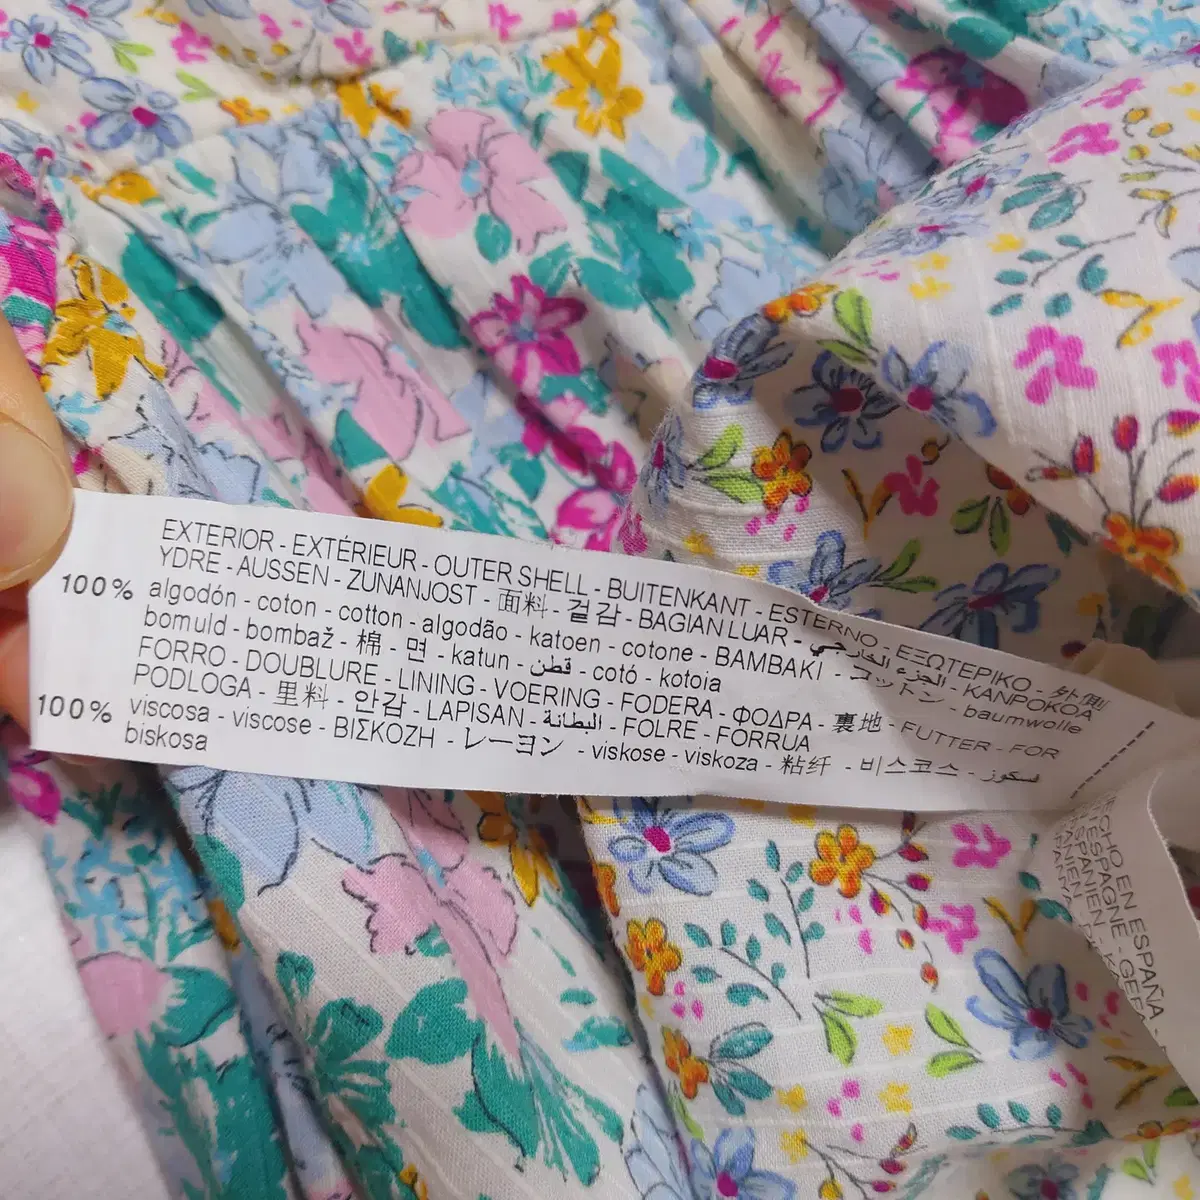 EXTERIOR - EXTÉRIEUR - OUTER SHELL - BUITENKANT - ESTERNO - ΕΞΩΤΕΡΙΚΟ - 外側
YDRE - AUSSEN - ZUNANJOST - 面料 - 겉감 - BAGIAN LUAR - الجزء الخارجي - KANPOKOA
100% algodón - coton - cotton - algodão - katoen - cotone - BAMBAKI - コットン - baumwolle
bomuld - bombaž - 棉 - 면 - katun - قطن - cotó - kotoia
FORRO - DOUBLURE - LINING - VOERING - FODERA - ΦΟΔΡΑ - 裏地 - FUTTER - FOR
PODLOGA - 里料 - 안감 - LAPISAN - البطانة - FOLRE - FORRUA
100% viscosa - viscose - ΒΙΣΚΟΖΗ - レーヨン - viskose - viskoza - 粘纤 - 비스코스 -
biskosa
HECHO EN ESPAÑA -
ESPAGNE -